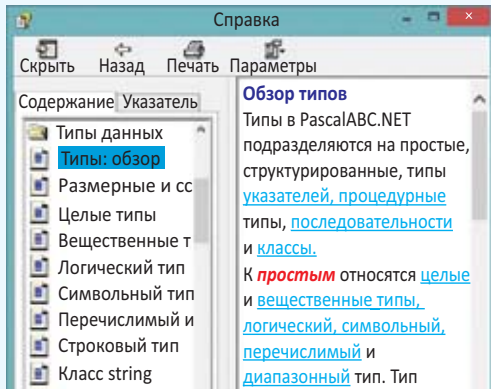 Справка
Скрыть Назад Печать Параметры
Содержание Указатель
Типы данных
Типы: обзор
Размерные и сс
Целые типы
Вещественные т
Логический тип
Символьный тип
Перечислимый и
Строковый тип
Класс string
Обзор типов
Типы в PascalABC.NET
подразделяются на простые,
структурированные, типы
указателей, процедурные
типы, последовательности
и классы.
К простым относятся целые
и вещественные типы,
логический, символьный,
перечислимый и
диапазонный тип. Тип